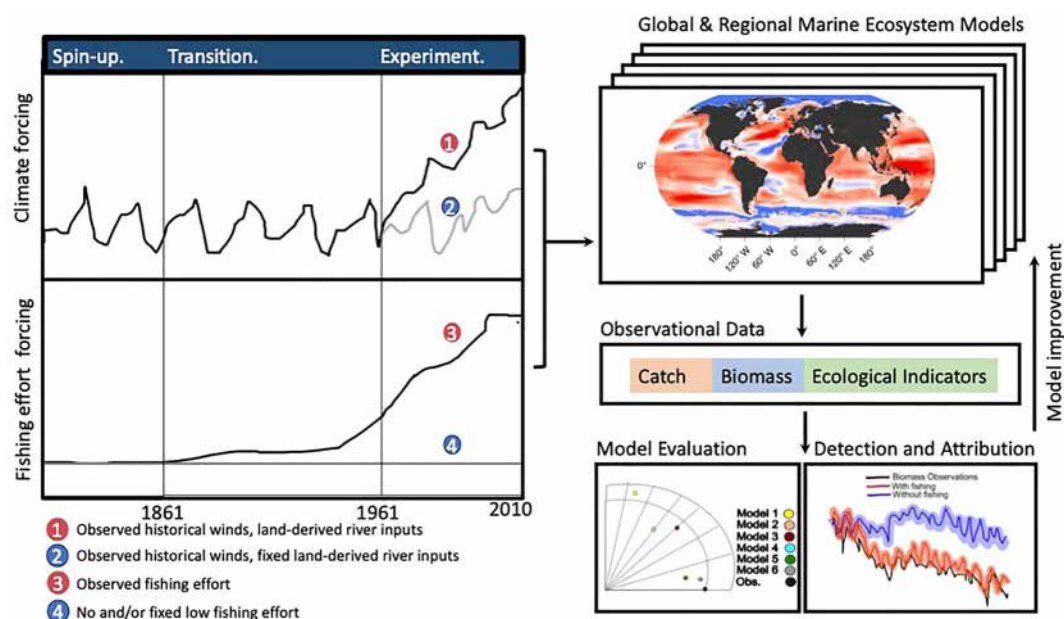 Global & Regional Marine Ecosystem Models
Spin-up. Transition. Experiment.
Climate forcing
1
2
0°
180° 120° W 60° W 0° 60° E 120° E 180°
Fishing effort forcing
3
4
1861 1961 2010
1 Observed historical winds, land-derived river inputs
2 Observed historical winds, fixed land-derived river inputs
3 Observed fishing effort
4 No and/or fixed low fishing effort
Observational Data
Catch Biomass Ecological Indicators
Model improvement
Model Evaluation
Model 1
Model 2
Model 3
Model 4
Model 5
Model 6
Obs.
Detection and Attribution
Biomass Observations
With fishing
Without fishing